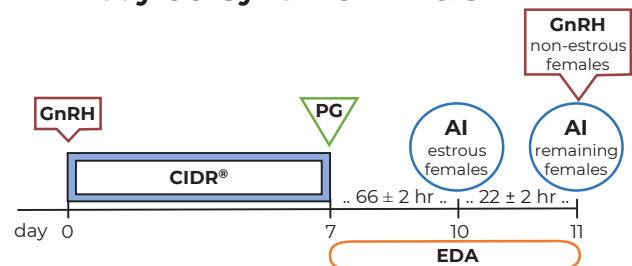 GnRH
non-estrous
females
GnRH
PG
AI
estrous
females
AI
remaining
females
CIDR®
.. 66 ± 2 hr .. .. 22 ± 2 hr ..
day 0 7 10 11
EDA